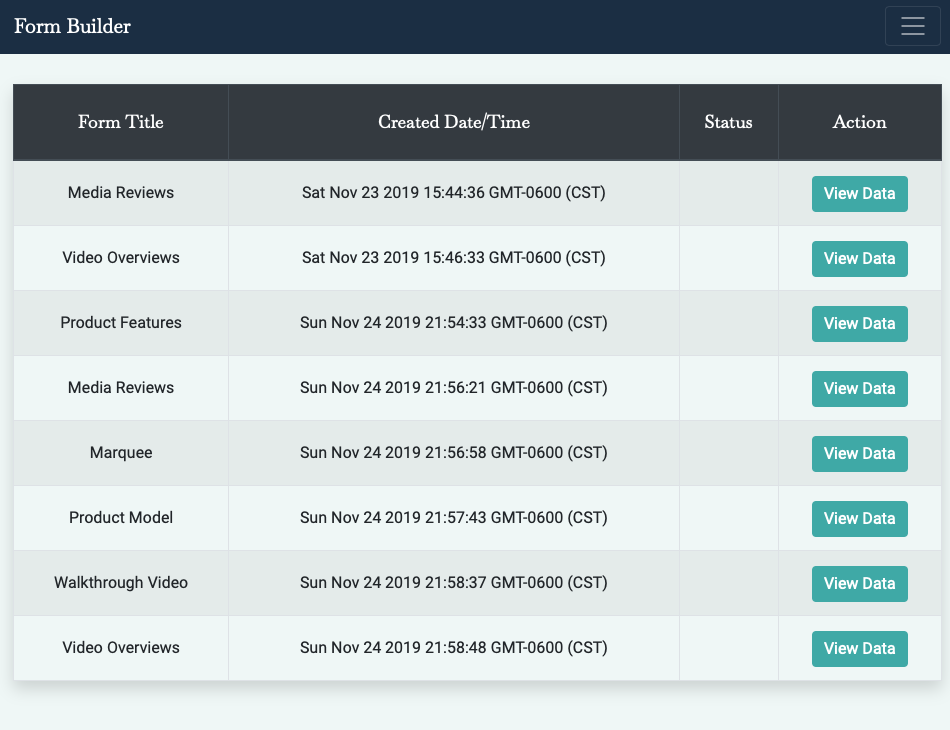 Form Builder
Form Title Created Date/Time Status Action
Media Reviews Sat Nov 23 2019 15:44:36 GMT-0600 (CST) View Data
Video Overviews Sat Nov 23 2019 15:46:33 GMT-0600 (CST) View Data
Product Features Sun Nov 24 2019 21:54:33 GMT-0600 (CST) View Data
Media Reviews Sun Nov 24 2019 21:56:21 GMT-0600 (CST) View Data
Marquee Sun Nov 24 2019 21:56:58 GMT-0600 (CST) View Data
Product Model Sun Nov 24 2019 21:57:43 GMT-0600 (CST) View Data
Walkthrough Video Sun Nov 24 2019 21:58:37 GMT-0600 (CST) View Data
Video Overviews Sun Nov 24 2019 21:58:48 GMT-0600 (CST) View Data